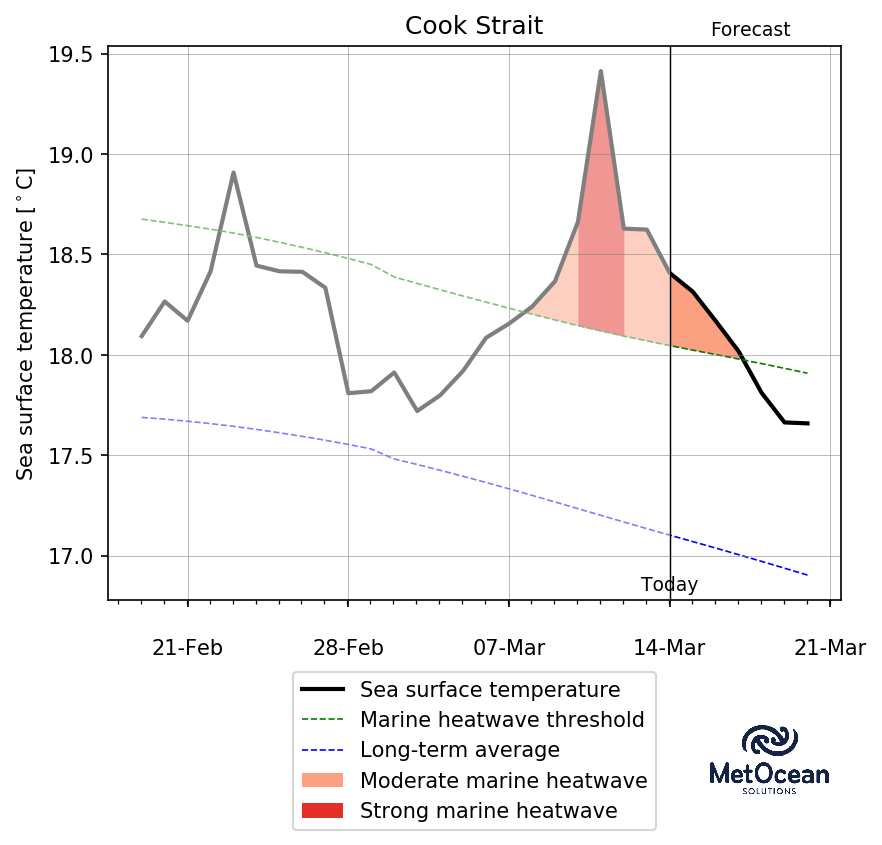 Cook Strait
Forecast
Sea surface temperature [°C]
19.5
19.0
18.5
18.0
17.5
17.0
Today
21-Feb
28-Feb
07-Mar
14-Mar
21-Mar
Sea surface temperature
Marine heatwave threshold
Long-term average
Moderate marine heatwave
Strong marine heatwave
MetOcean
SOLUTIONS